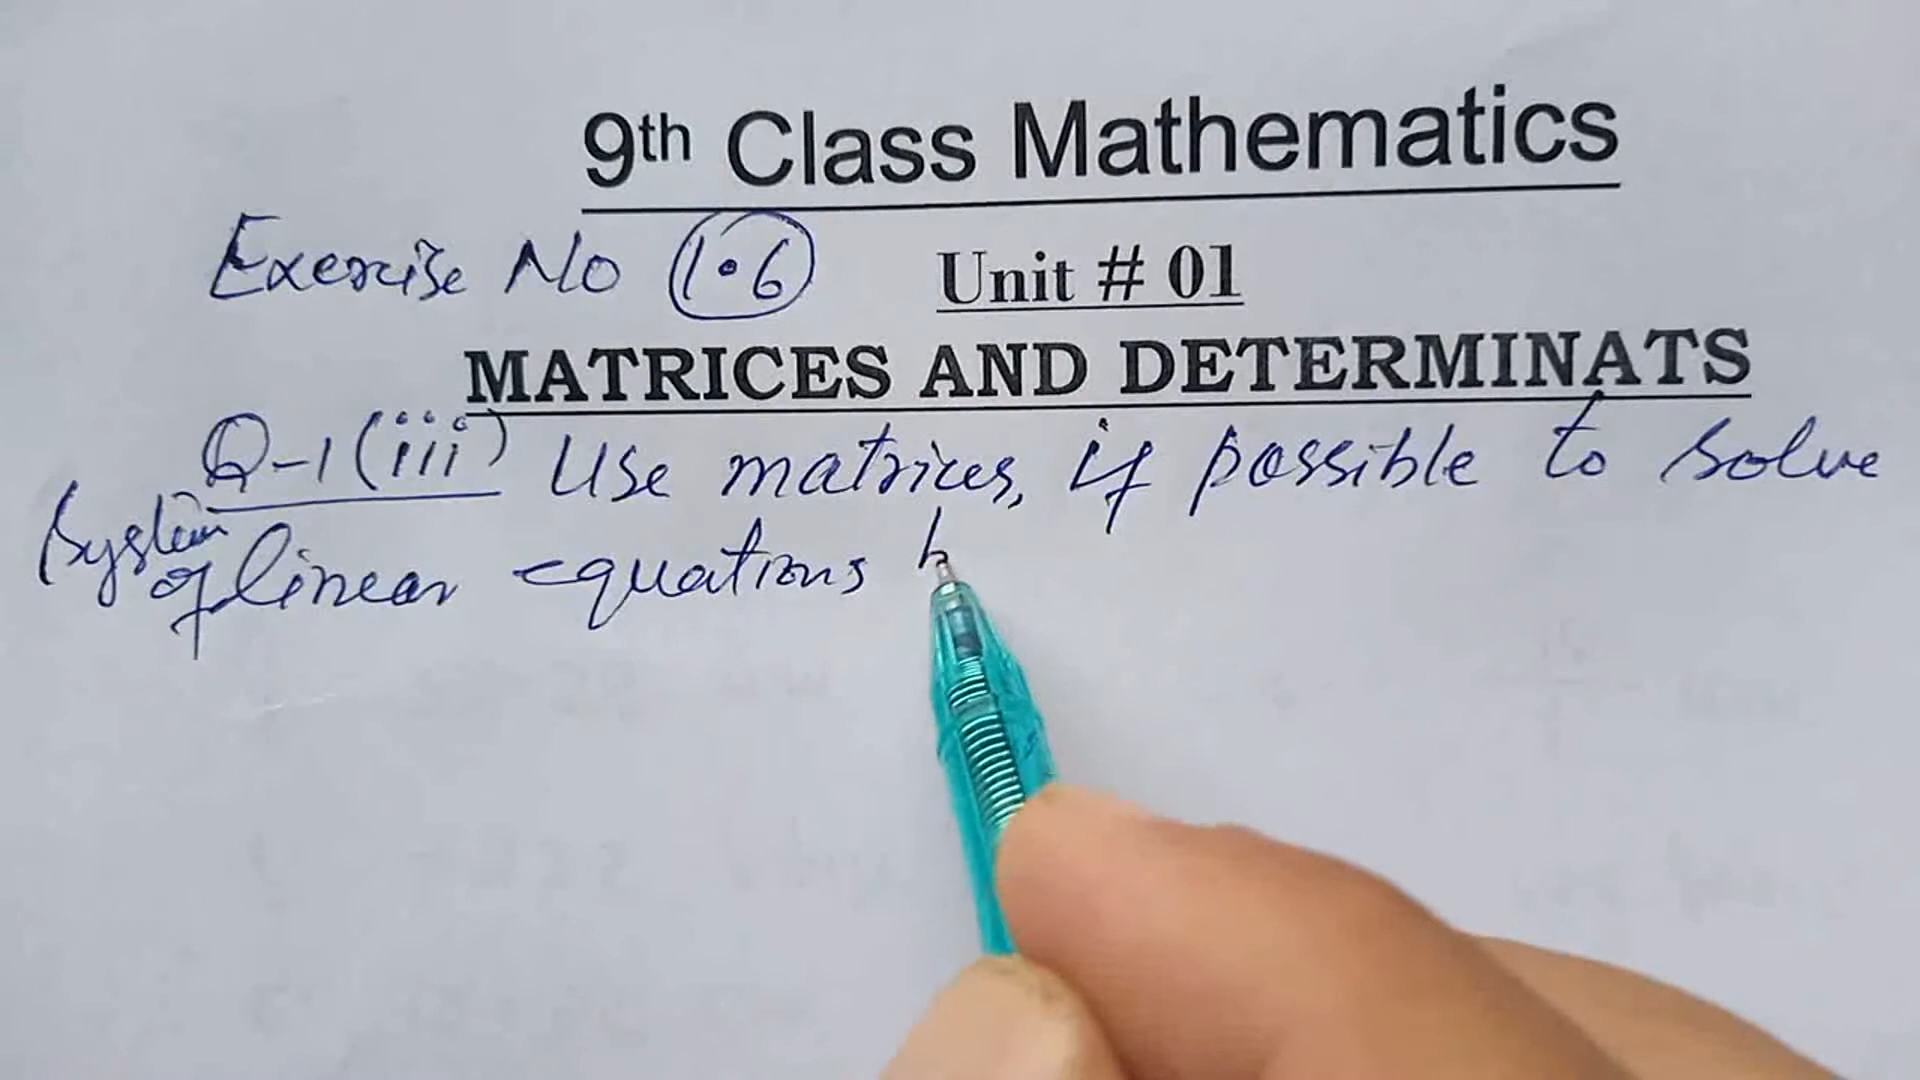 9th Class Mathematics
Exercise No 1.6 Unit # 01
MATRICES AND DETERMINATS
Q-1(iii) Use matrices, if possible to solve
System of linear equations b